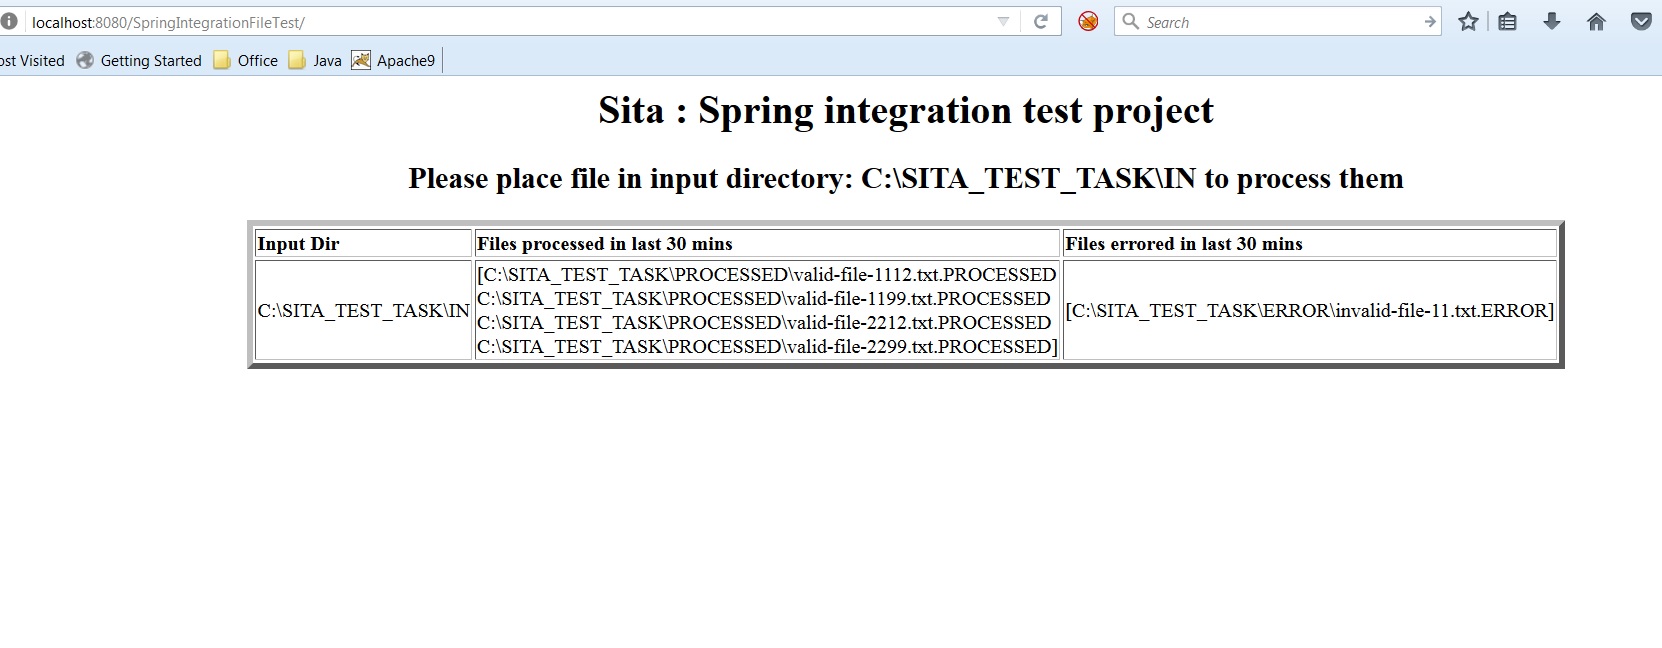 localhost:8080/SpringIntegrationFileTest/
Search
ost Visited Getting Started Office Java Apache9
Sita : Spring integration test project
Please place file in input directory: C:\SITA_TEST_TASK\IN to process them
Input Dir Files processed in last 30 mins Files errored in last 30 mins
C:\SITA_TEST_TASK\IN
[C:\SITA_TEST_TASK\PROCESSED\valid-file-1112.txt.PROCESSED
C:\SITA_TEST_TASK\PROCESSED\valid-file-1199.txt.PROCESSED
C:\SITA_TEST_TASK\PROCESSED\valid-file-2212.txt.PROCESSED
C:\SITA_TEST_TASK\PROCESSED\valid-file-2299.txt.PROCESSED]
[C:\SITA_TEST_TASK\ERROR\invalid-file-11.txt.ERROR]